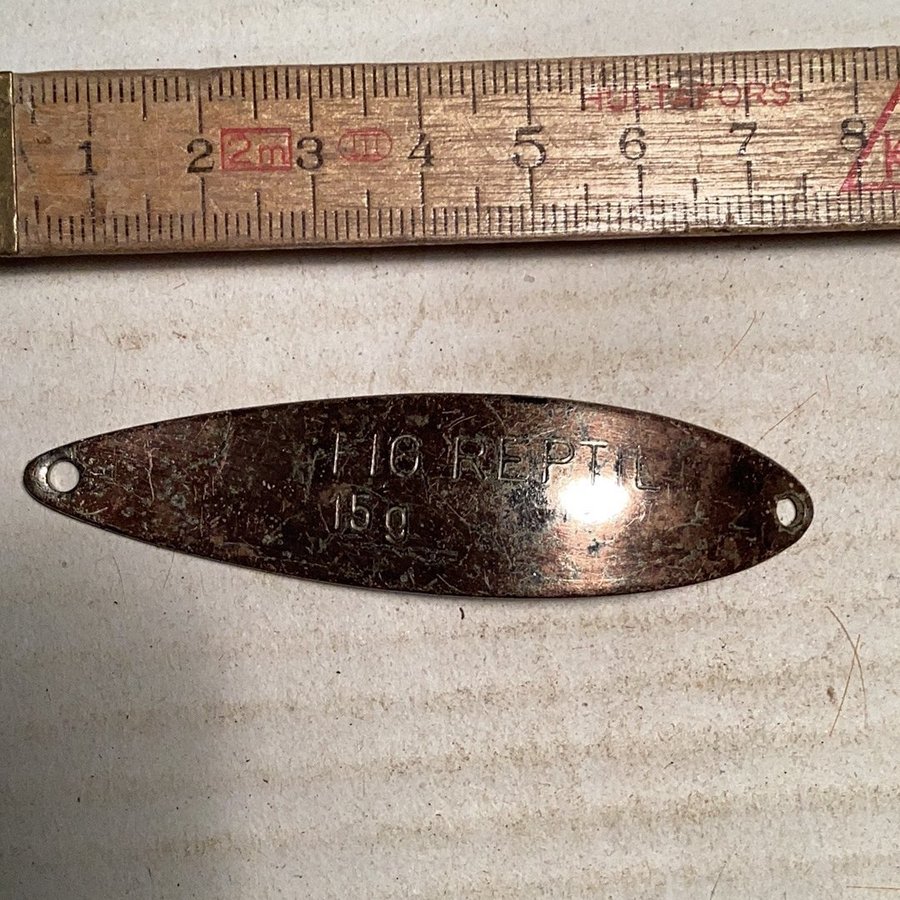 HULTAFORS
1 2 2m 3 4 5 6 7 8
FIG REPTIL
15g